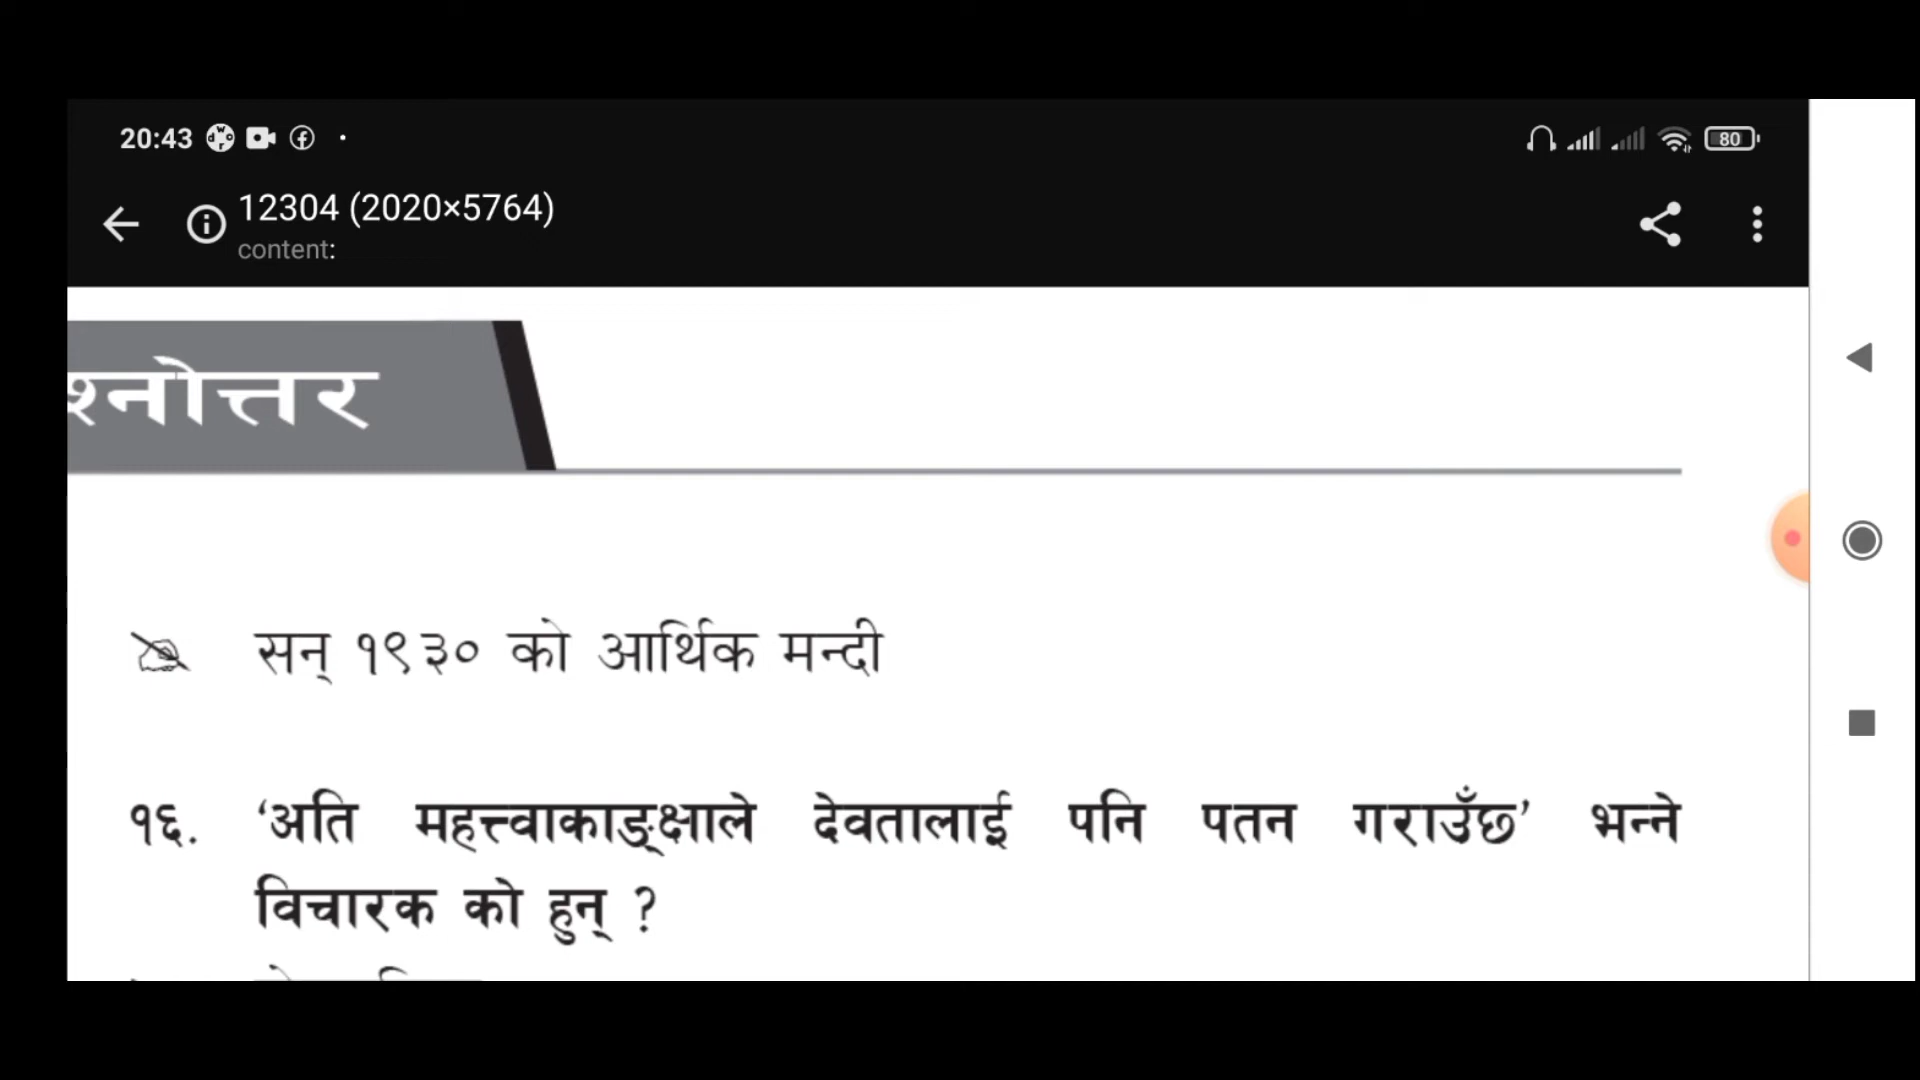 20:43
80
12304 (2020×5764)
content:
श्नोत्तर
सन् १९३० को आर्थिक मन्दी
१६. ‘अति महत्त्वाकाङ्क्षाले देवतालाई पनि पतन गराउँछ’ भन्ने
विचारक को हुन् ?